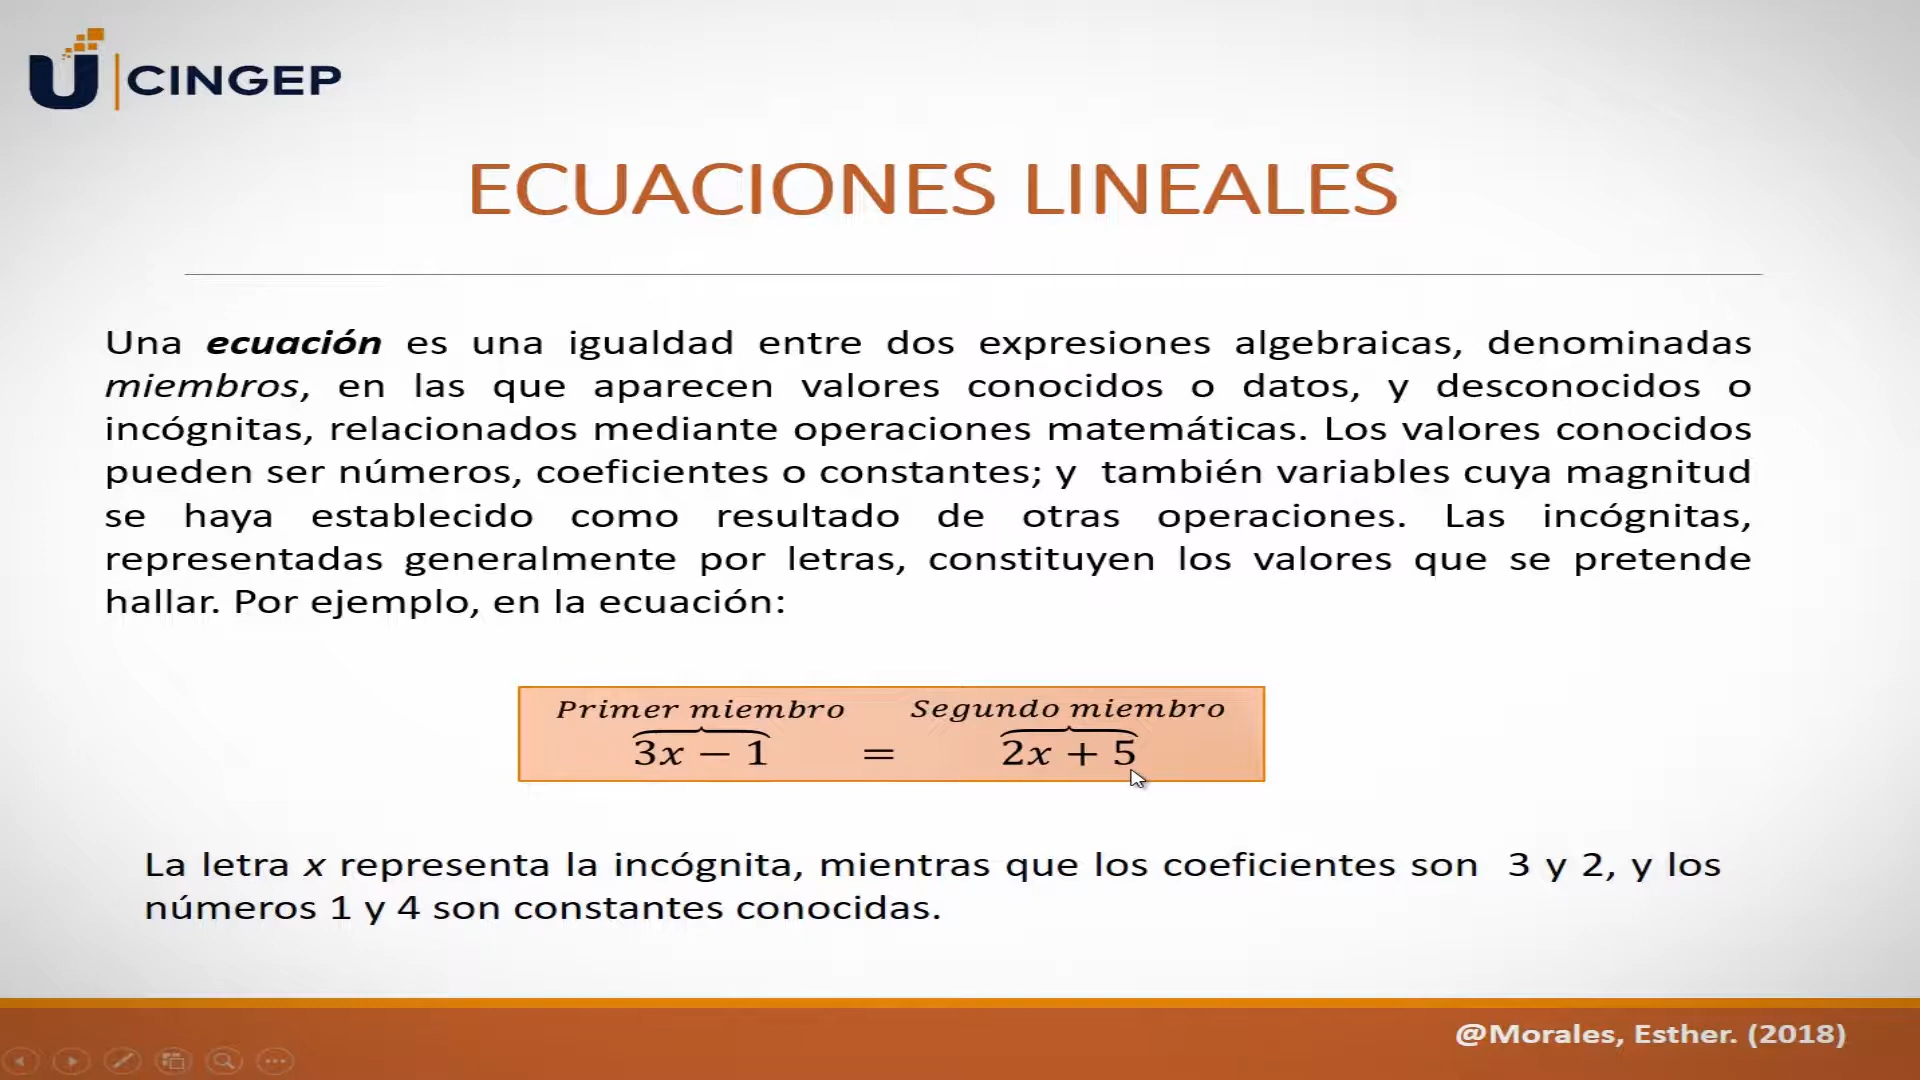 U CINGEP
ECUACIONES LINEALES
Una ecuación es una igualdad entre dos expresiones algebraicas, denominadas
miembros, en las que aparecen valores conocidos o datos, y desconocidos o
incógnitas, relacionados mediante operaciones matemáticas. Los valores conocidos
pueden ser números, coeficientes o constantes; y también variables cuya magnitud
se haya establecido como resultado de otras operaciones. Las incógnitas,
representadas generalmente por letras, constituyen los valores que se pretende
hallar. Por ejemplo, en la ecuación:
Primer miembro Segundo miembro
3x − 1 = 2x + 5
La letra x representa la incógnita, mientras que los coeficientes son 3 y 2, y los
números 1 y 4 son constantes conocidas.
@Morales, Esther. (2018)